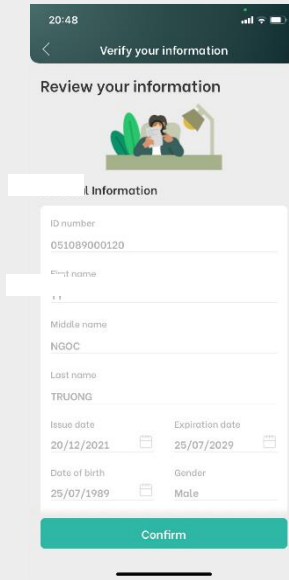 20:48
Verify your information
Review your information
l Information
ID number
051089000120
First name
Middle name
NGOC
Last name
TRUONG
Issue date Expiration date
20/12/2021 25/07/2029
Date of birth Gender
25/07/1989 Male
Confirm